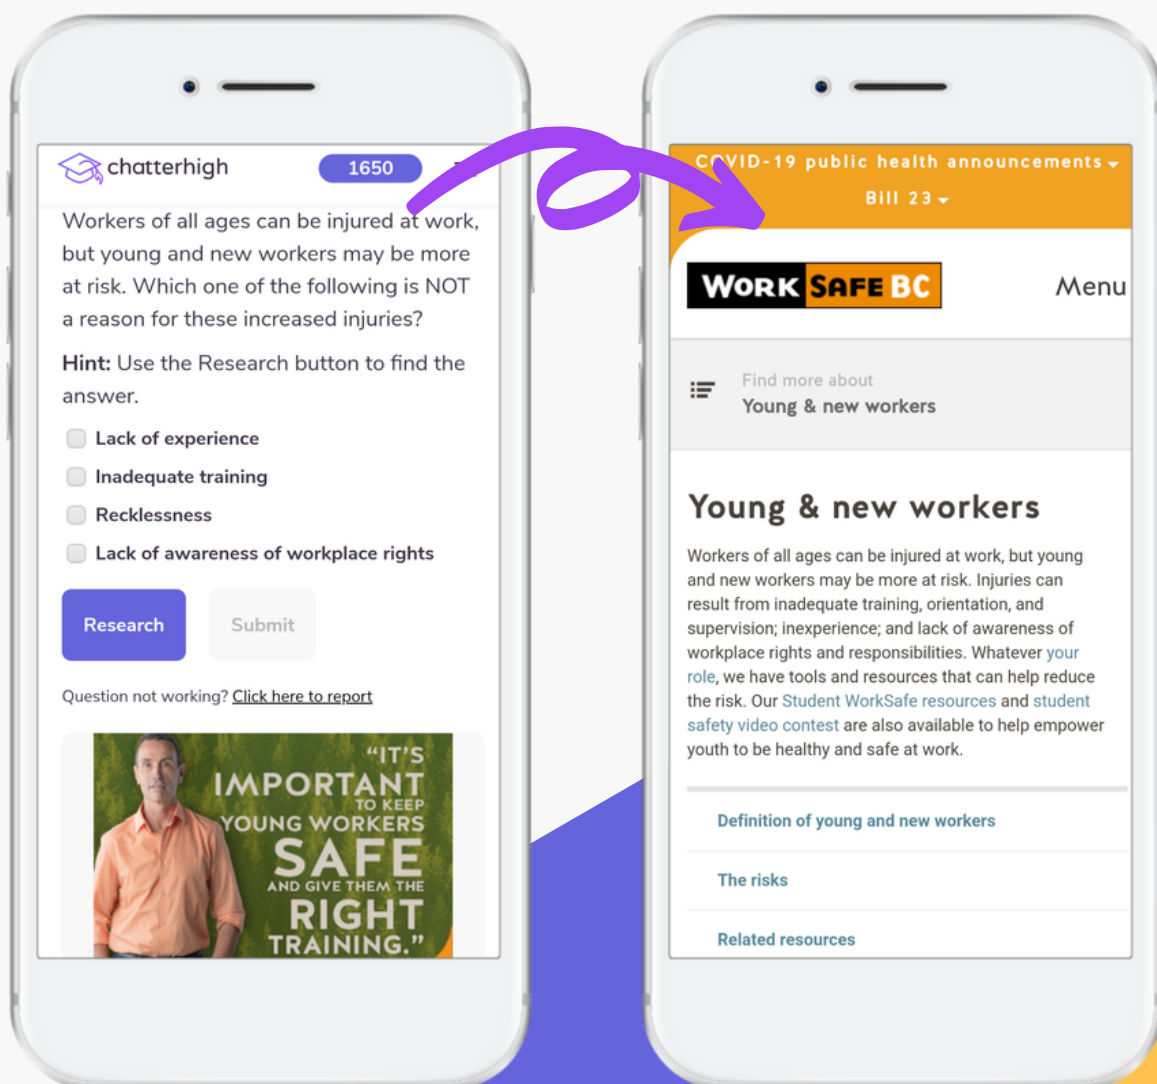 chatterhigh
1650
Workers of all ages can be injured at work,
but young and new workers may be more
at risk. Which one of the following is NOT
a reason for these increased injuries?
Hint: Use the Research button to find the
answer.
Lack of experience
Inadequate training
Recklessness
Lack of awareness of workplace rights
Research
Submit
Question not working? Click here to report
“IT’S
IMPORTANT
TO KEEP
YOUNG WORKERS
SAFE
AND GIVE THEM THE
RIGHT
TRAINING.”
COVID-19 public health announcements
Bill 23
WORK SAFE BC
Menu
Find more about
Young & new workers
Young & new workers
Workers of all ages can be injured at work, but young
and new workers may be more at risk. Injuries can
result from inadequate training, orientation, and
supervision; inexperience; and lack of awareness of
workplace rights and responsibilities. Whatever your
role, we have tools and resources that can help reduce
the risk. Our Student WorkSafe resources and student
safety video contest are also available to help empower
youth to be healthy and safe at work.
Definition of young and new workers
The risks
Related resources